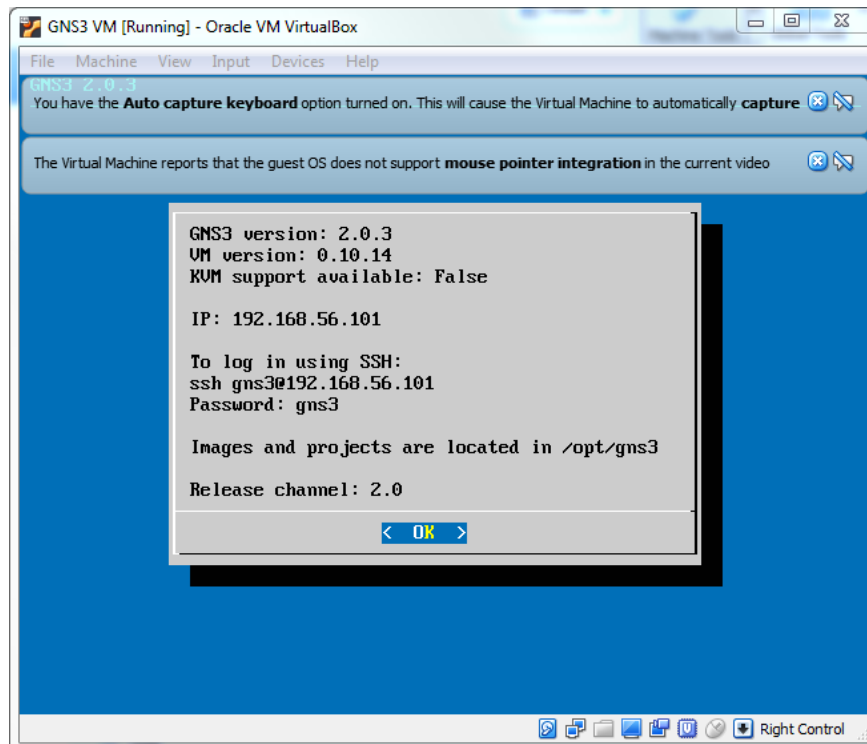 GNS3 VM [Running] - Oracle VM VirtualBox
File Machine View Input Devices Help
GNS3 2.0.3
You have the Auto capture keyboard option turned on. This will cause the Virtual Machine to automatically capture
The Virtual Machine reports that the guest OS does not support mouse pointer integration in the current video
GNS3 version: 2.0.3
VM version: 0.10.14
KVM support available: False
IP: 192.168.56.101
To log in using SSH:
ssh gns3@192.168.56.101
Password: gns3
Images and projects are located in /opt/gns3
Release channel: 2.0
< OK >
Right Control